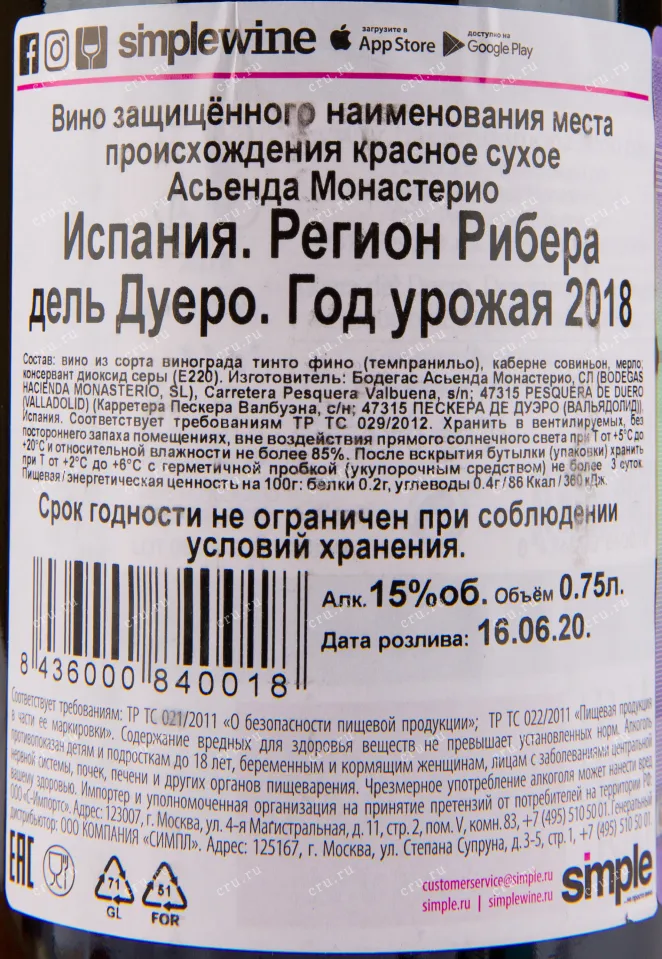 simplewine загрузите в App Store доступно на Google Play
Вино защищённого наименования места
происхождения красное сухое
Асьенда Монастерио
Испания. Регион Рибера
дель Дуеро. Год урожая 2018
Состав: вино из сорта винограда тинто фино (темпранильо), каберне совиньон, мерло,
консервант диоксид серы (E220). Изготовитель: Бодегас Асьенда Монастерио, СЛ (BODEGAS
HACIENDA MONASTERIO, SL), Carretera Pesquera Valbuena, s/n; 47315 PESQUERA DE DUERO
(VALLADOLID) (Карретера Пескера Валбуэна, с/н; 47315 ПЕСКЕРА ДЕ ДУЭРО (ВАЛЬЯДОЛИД),
Испания. Соответствует требованиям ТР ТС 029/2012. Хранить в вентилируемых, без
постороннего запаха помещениях, вне воздействия прямого солнечного света при Т от +5°C до
+20°C и относительной влажности не более 85%. После вскрытия бутылки (упаковки) хранить
при Т от +2°C до +6°C с герметичной пробкой (укупорочным средством) не более 3 суток.
Пищевая/энергетическая ценность на 100г: белки 0.2г, углеводы 0.4г/86 Ккал/360 кДж.
Срок годности не ограничен при соблюдении
условий хранения.
Алк. 15%об. Объём 0.75л.
Дата розлива: 16.06.20.
8 436000 840018
Соответствует требованиям: ТР ТС 021/2011 «О безопасности пищевой продукции»; ТР ТС 022/2011 «Пищевая продукция
в части ее маркировки». Содержание вредных для здоровья веществ не превышает установленных норм. Алкоголь
противопоказан детям и подросткам до 18 лет, беременным и кормящим женщинам, лицам с заболеваниями центральной
нервной системы, почек, печени и других органов пищеварения. Чрезмерное употребление алкоголя может нанести вред
вашему здоровью. Импортер и уполномоченная организация на принятие претензий от потребителей на территории РФ:
ООО «С-Импортс». Адрес: 123007, г. Москва, ул. 4-я Магистральная, д. 11, стр. 2, пом. V, комн. 83, +7 (495) 510 50 01. Генеральный
дистрибьютор: ООО КОМПАНИЯ «СИМПЛ». Адрес: 125167, г. Москва, ул. Степана Супруна, д. 3-5, стр. 1, +7 (495) 510 50 01.
EAC
71
GL
51
FOR
customerservice@simple.ru
simple.ru | simplewine.ru
simple